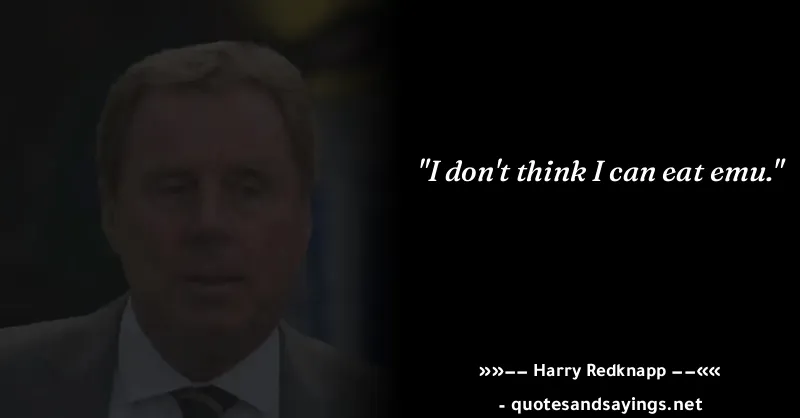 "I don't think I can eat emu."
»»−− Harry Redknapp −−««
- quotesandsayings.net